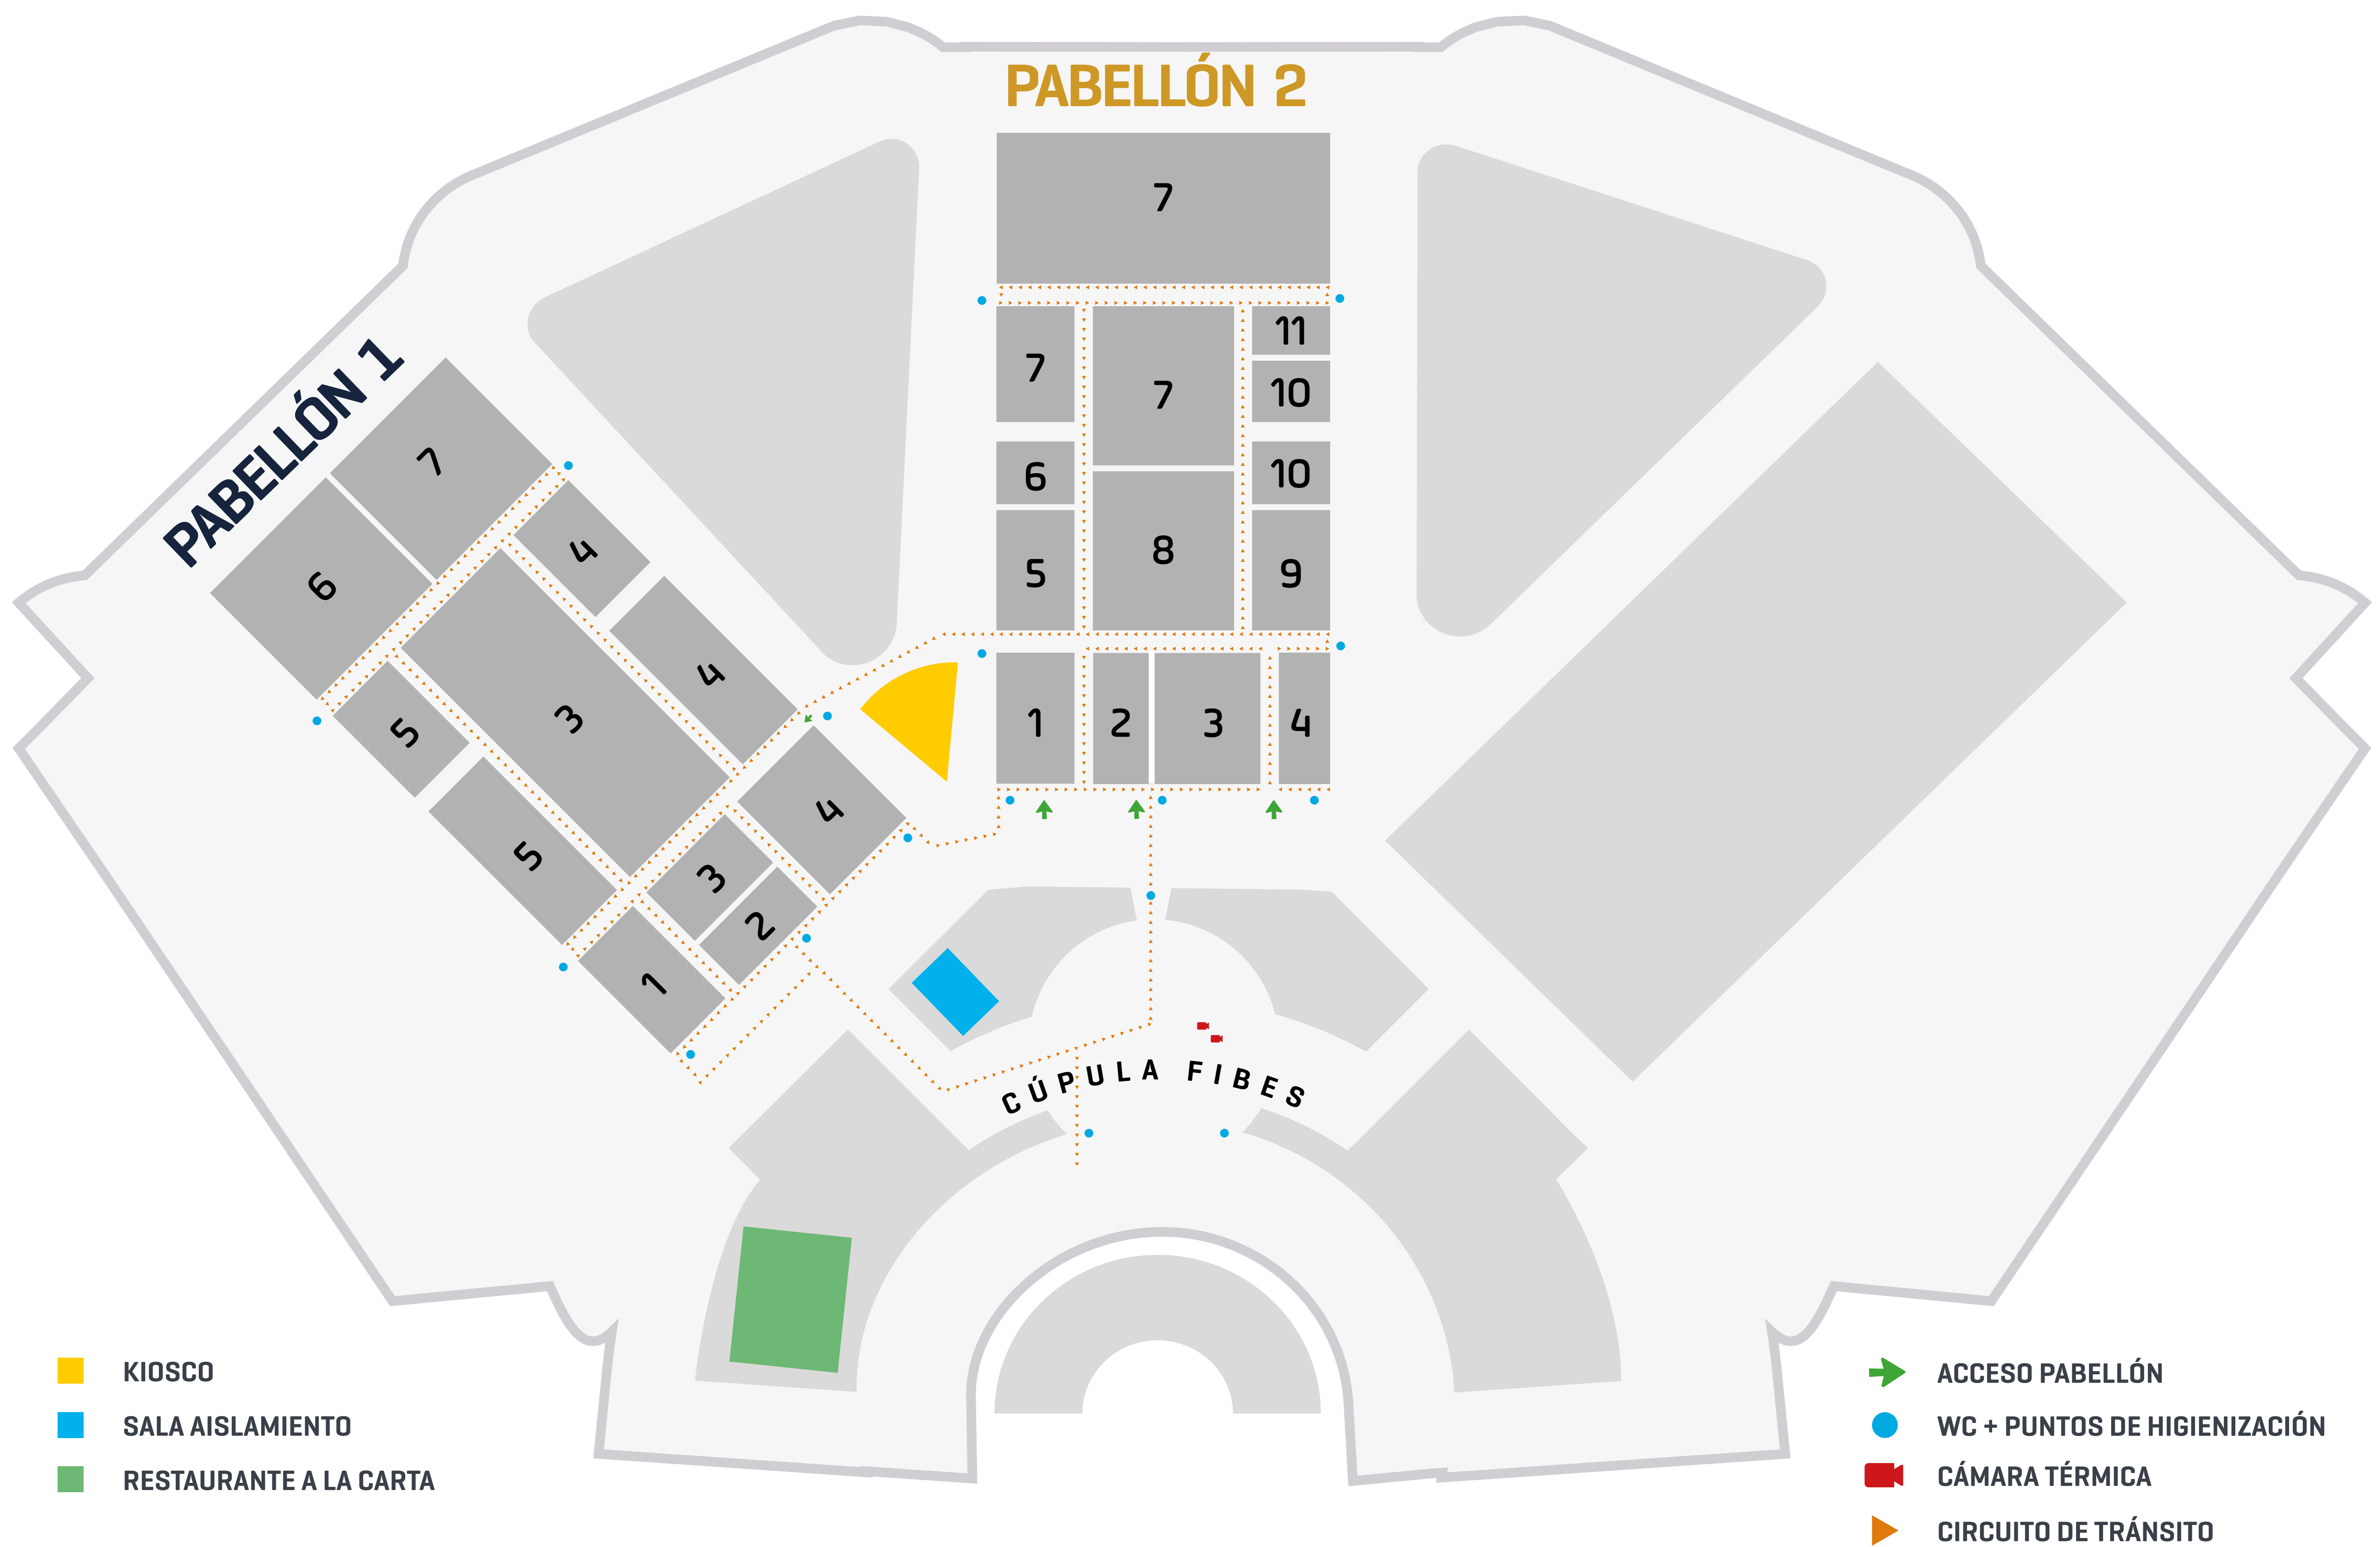 PABELLÓN 2
7
7
7
11
10
6
10
5
8
9
1
2
3
4
PABELLÓN 1
7
6
4
4
3
5
5
4
3
2
1
CÚPULA FIBES
KIOSCO
SALA AISLAMIENTO
RESTAURANTE A LA CARTA
ACCESO PABELLÓN
WC + PUNTOS DE HIGIENIZACIÓN
CÁMARA TÉRMICA
CIRCUITO DE TRÁNSITO